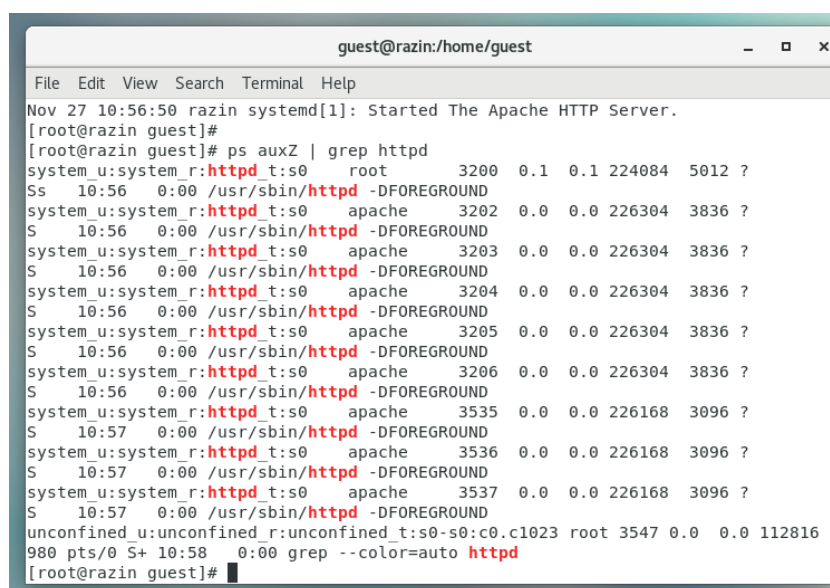 guest@razin:/home/guest
File Edit View Search Terminal Help
Nov 27 10:56:50 razin systemd[1]: Started The Apache HTTP Server.
[root@razin guest]#
[root@razin guest]# ps auxZ | grep httpd
system_u:system_r:httpd_t:s0    root      3200  0.1  0.1 224084  5012 ?
Ss   10:56   0:00 /usr/sbin/httpd -DFOREGROUND
system_u:system_r:httpd_t:s0    apache    3202  0.0  0.0 226304  3836 ?
S    10:56   0:00 /usr/sbin/httpd -DFOREGROUND
system_u:system_r:httpd_t:s0    apache    3203  0.0  0.0 226304  3836 ?
S    10:56   0:00 /usr/sbin/httpd -DFOREGROUND
system_u:system_r:httpd_t:s0    apache    3204  0.0  0.0 226304  3836 ?
S    10:56   0:00 /usr/sbin/httpd -DFOREGROUND
system_u:system_r:httpd_t:s0    apache    3205  0.0  0.0 226304  3836 ?
S    10:56   0:00 /usr/sbin/httpd -DFOREGROUND
system_u:system_r:httpd_t:s0    apache    3206  0.0  0.0 226304  3836 ?
S    10:56   0:00 /usr/sbin/httpd -DFOREGROUND
system_u:system_r:httpd_t:s0    apache    3535  0.0  0.0 226168  3096 ?
S    10:57   0:00 /usr/sbin/httpd -DFOREGROUND
system_u:system_r:httpd_t:s0    apache    3536  0.0  0.0 226168  3096 ?
S    10:57   0:00 /usr/sbin/httpd -DFOREGROUND
system_u:system_r:httpd_t:s0    apache    3537  0.0  0.0 226168  3096 ?
S    10:57   0:00 /usr/sbin/httpd -DFOREGROUND
unconfined_u:unconfined_r:unconfined_t:s0-s0:c0.c1023 root 3547 0.0  0.0 112816
980 pts/0 S+ 10:58   0:00 grep --color=auto httpd
[root@razin guest]#